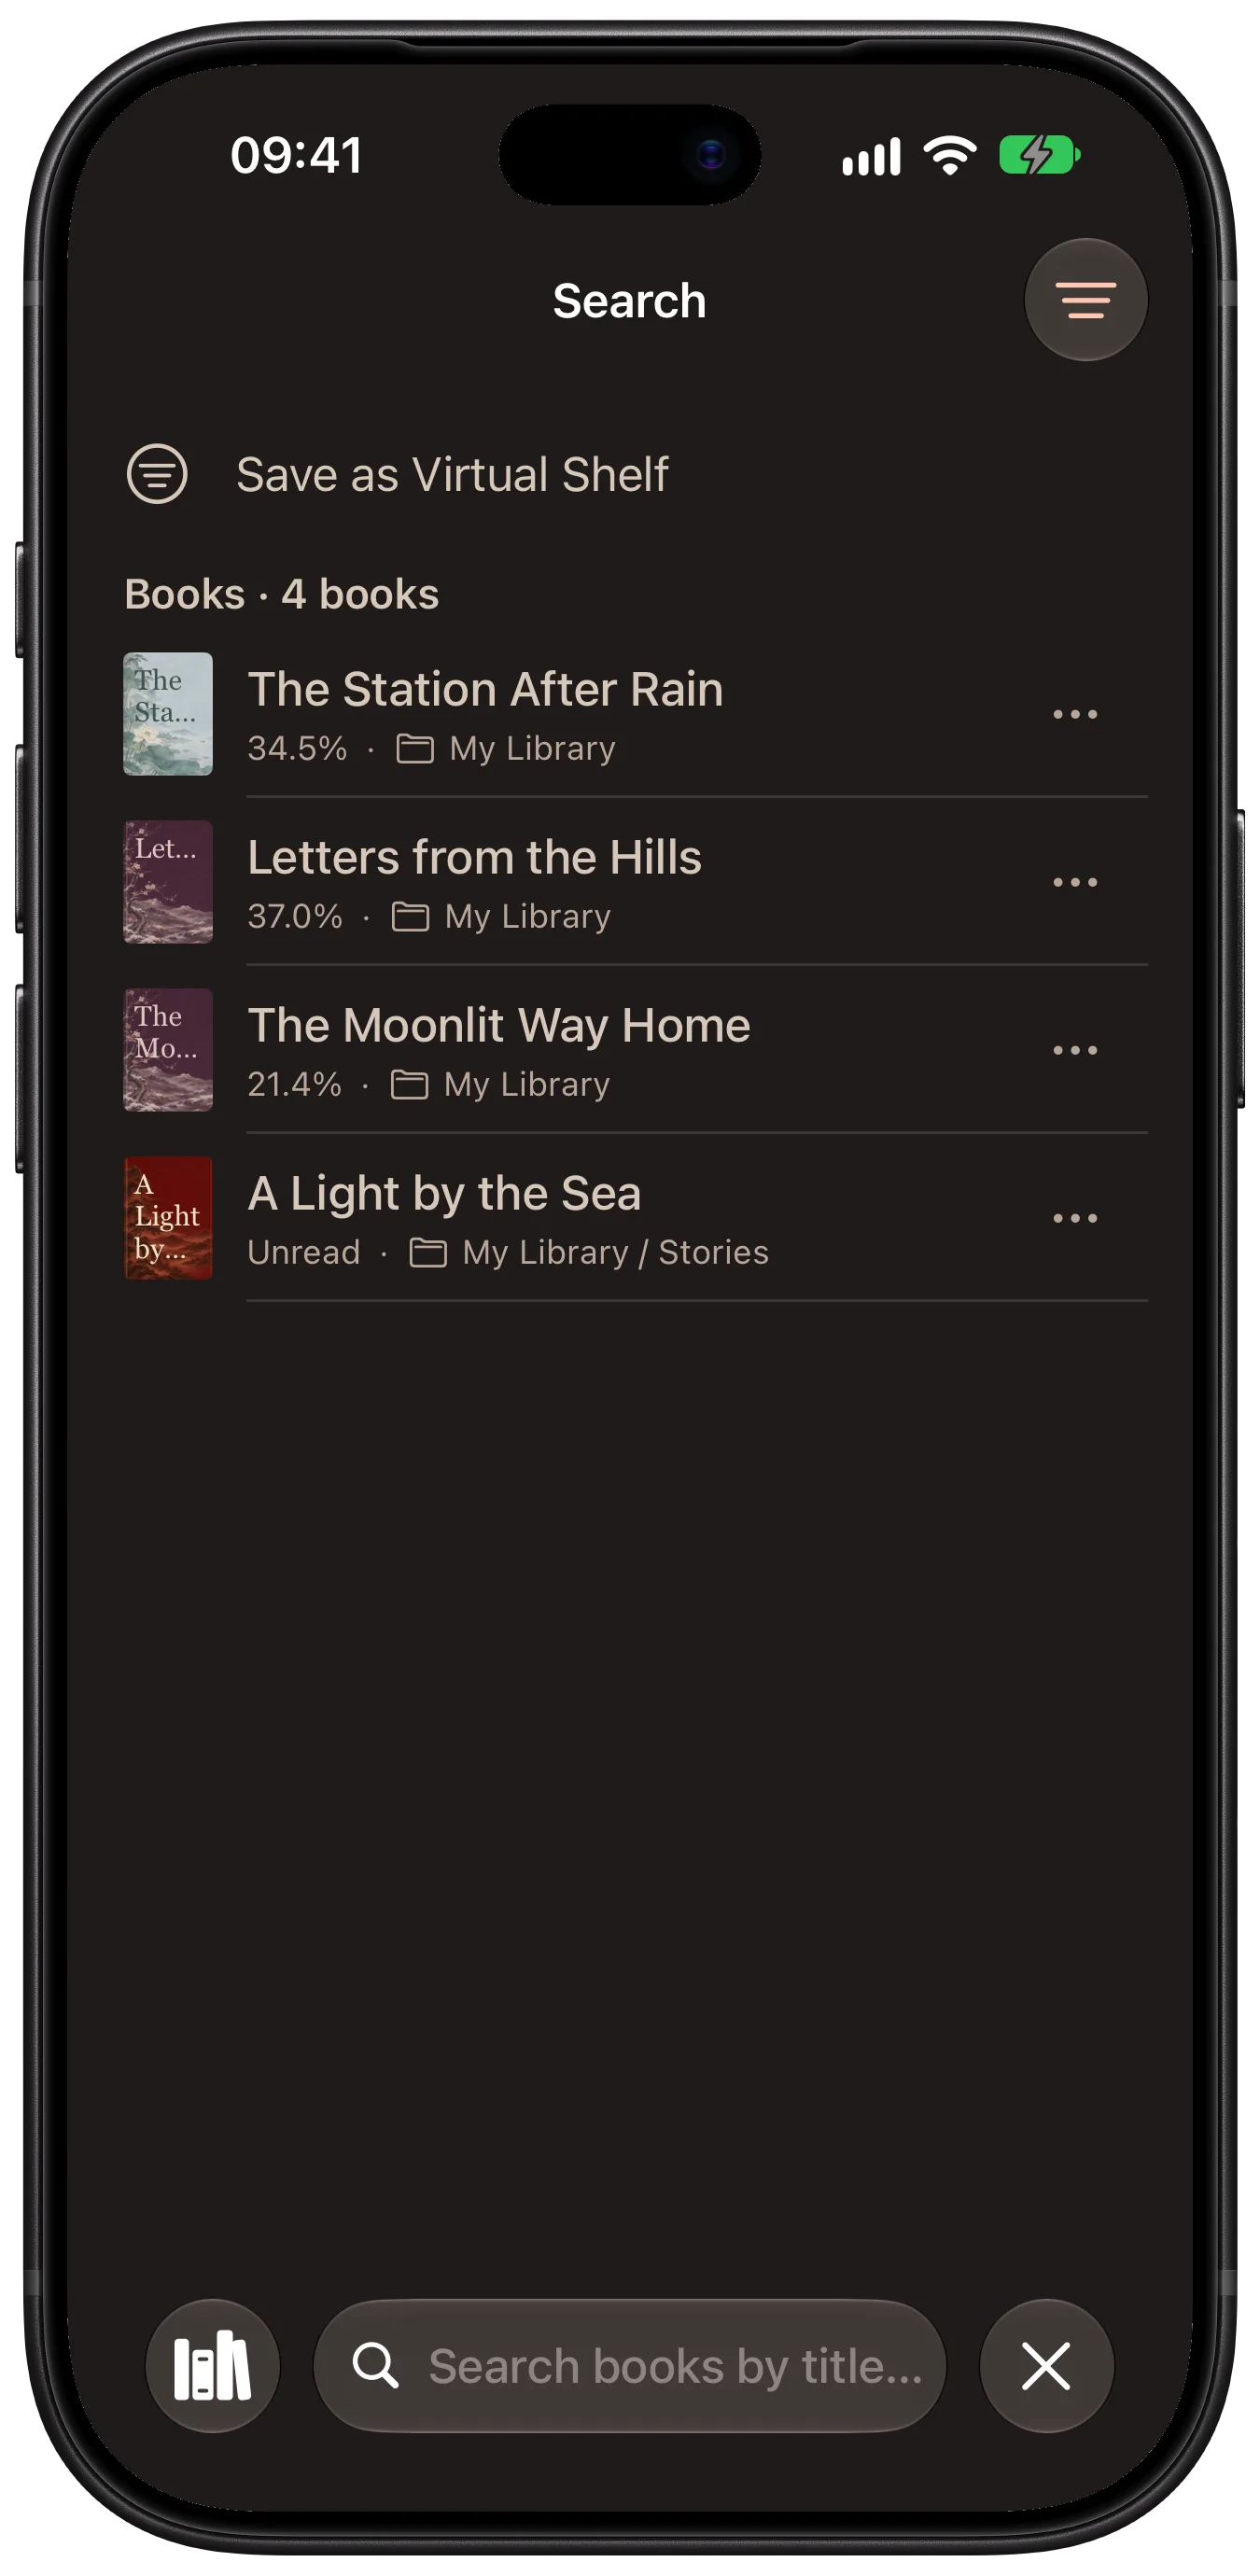 09:41
Search
Save as Virtual Shelf
Books · 4 books
The
Sta...
The Station After Rain
34.5% · My Library
Let...
Letters from the Hills
37.0% · My Library
The
Mo...
The Moonlit Way Home
21.4% · My Library
A
Light
by...
A Light by the Sea
Unread · My Library / Stories
Search books by title...